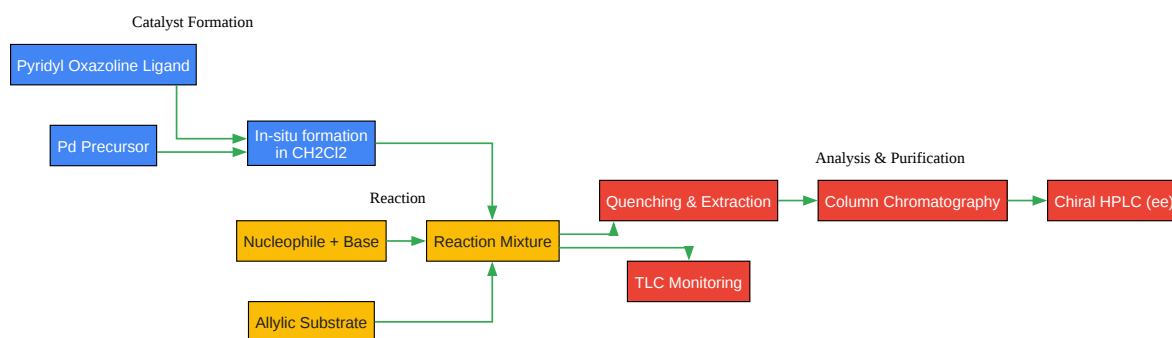 Catalyst Formation
Pyridyl Oxazoline Ligand
Pd Precursor
In-situ formation
in CH2Cl2
Reaction
Nucleophile + Base
Reaction Mixture
Allylic Substrate
Analysis & Purification
Quenching & Extraction
Column Chromatography
Chiral HPLC (ee)
TLC Monitoring